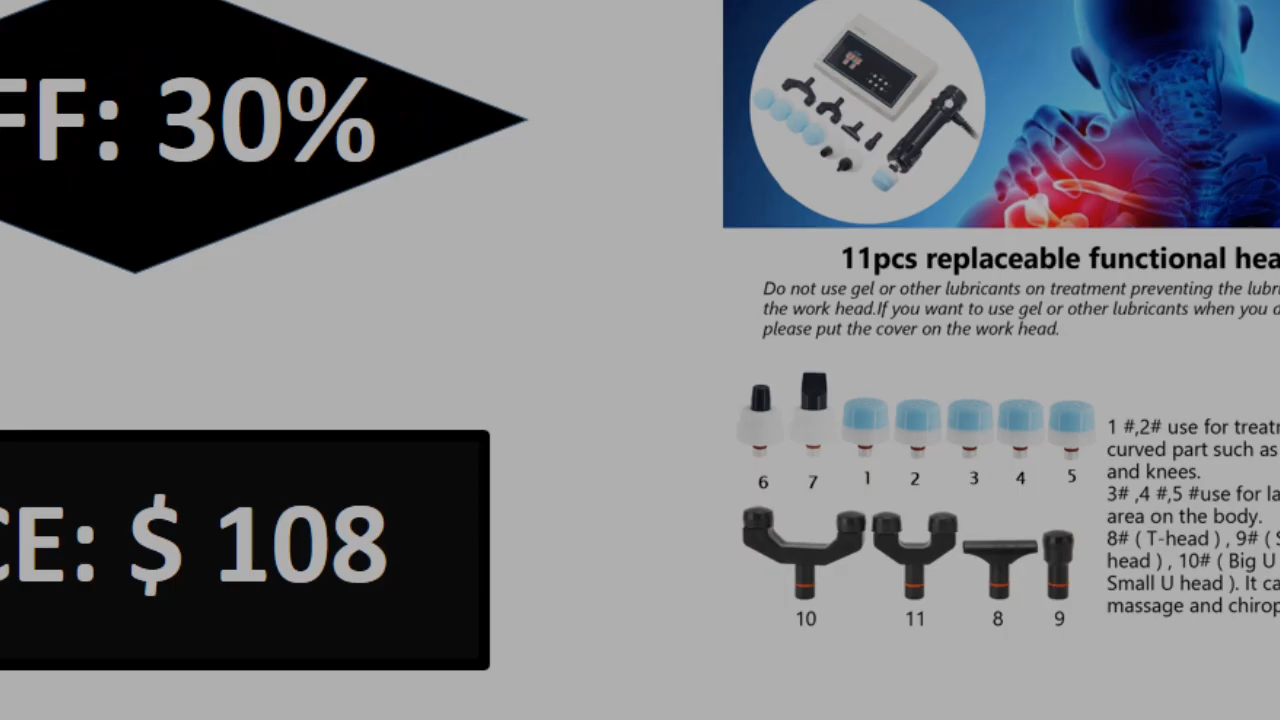 FF: 30%
CE: $ 108
11pcs replaceable functional hea
Do not use gel or other lubricants on treatment preventing the lubri
the work head.If you want to use gel or other lubricants when you d
please put the cover on the work head.
6 7 1 2 3 4 5
10 11 8 9
1 #,2# use for treatr
curved part such as
and knees.
3# ,4 #,5 #use for la
area on the body.
8# ( T-head ) , 9# ( S
head ) , 10# ( Big U
Small U head ). It ca
massage and chirop